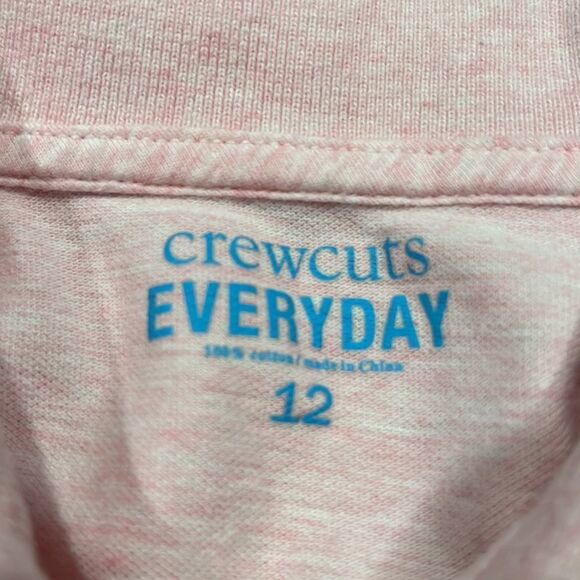 crewcuts
EVERYDAY
100% cotton/made in China
12